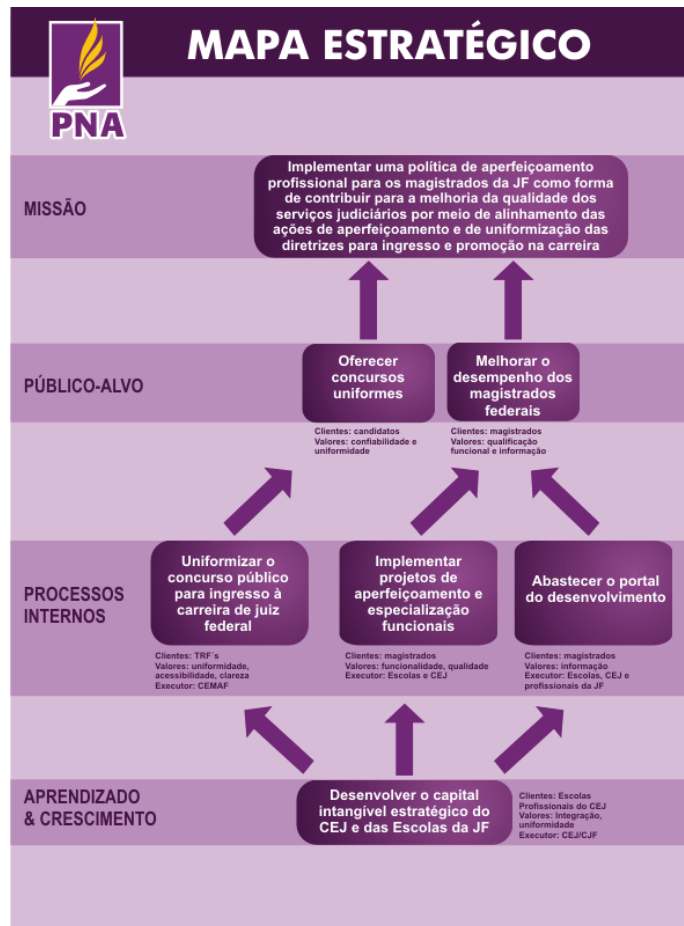 MAPA ESTRATÉGICO
PNA
MISSÃO
Implementar uma política de aperfeiçoamento
profissional para os magistrados da JF como forma
de contribuir para a melhoria da qualidade dos
serviços judiciários por meio de alinhamento das
ações de aperfeiçoamento e de uniformização das
diretrizes para ingresso e promoção na carreira
PÚBLICO-ALVO
Oferecer
concursos
uniformes
Clientes: candidatos
Valores: confiabilidade e
uniformidade
Melhorar o
desempenho dos
magistrados
federais
Clientes: magistrados
Valores: qualificação
funcional e informação
PROCESSOS
INTERNOS
Uniformizar o
concurso público
para ingresso à
carreira de juiz
federal
Clientes: TRF´s
Valores: uniformidade,
acessibilidade, clareza
Executor: CEMAF
Implementar
projetos de
aperfeiçoamento e
especialização
funcionais
Clientes: magistrados
Valores: funcionalidade, qualidade
Executor: Escolas e CEJ
Abastecer o portal
do desenvolvimento
Clientes: magistrados
Valores: informação
Executor: Escolas, CEJ e
profissionais da JF
APRENDIZADO
& CRESCIMENTO
Desenvolver o capital
intangível estratégico do
CEJ e das Escolas da JF
Clientes: Escolas
Profissionais do CEJ
Valores: Integração,
uniformidade
Executor: CEJ/CJF